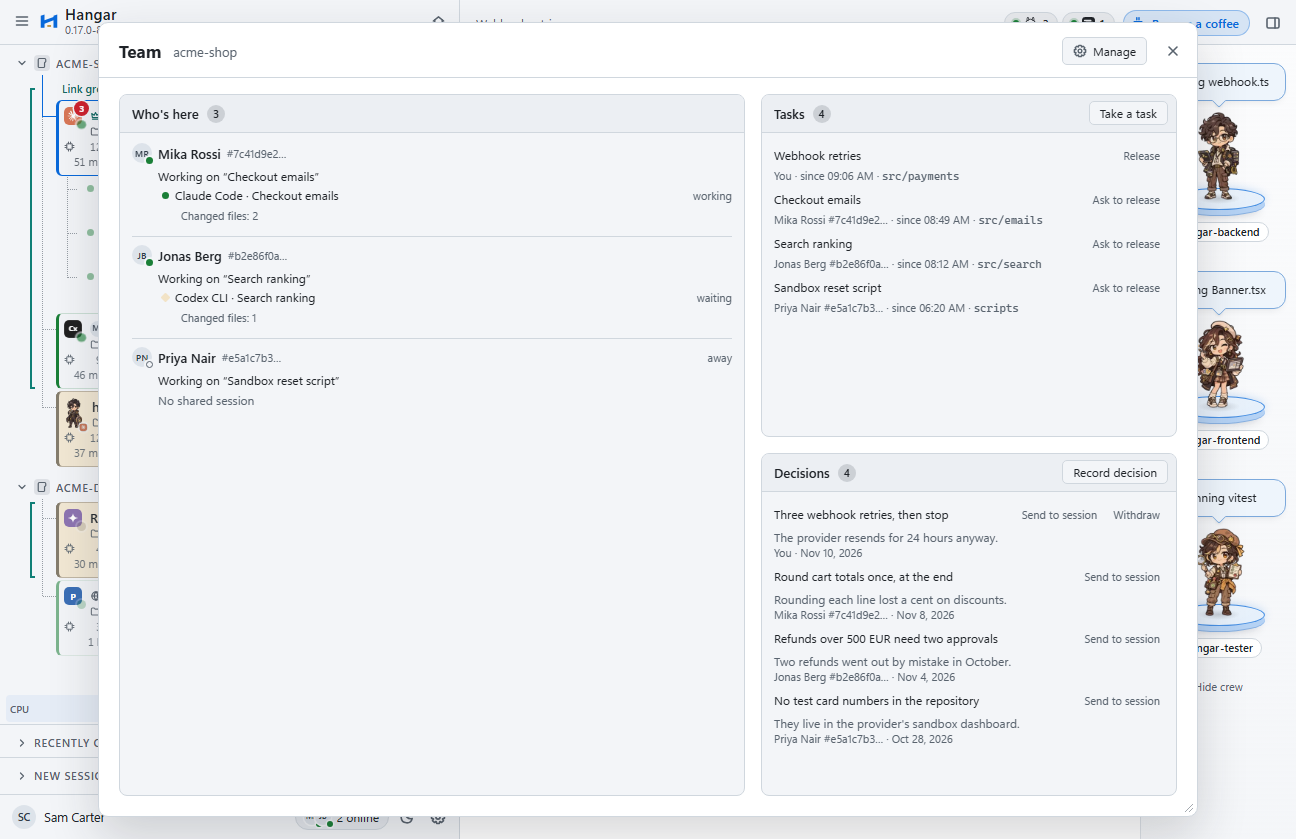 Hangar
0.17.0-
a coffee
ACME-S
Link gr
3
12
51 m
46 m
37 m
ACME-D
30 m
CPU
RECENTLY
NEW SESSIO
SC
Sam Carter
2 online
Team
acme-shop
Manage
Who's here
3
MR
Mika Rossi
#7c41d9e2...
Working on “Checkout emails”
Claude Code · Checkout emails
working
Changed files: 2
JB
Jonas Berg
#b2e86f0a...
Working on “Search ranking”
Codex CLI · Search ranking
waiting
Changed files: 1
PN
Priya Nair
#e5a1c7b3...
away
Working on “Sandbox reset script”
No shared session
Tasks
4
Take a task
Webhook retries
Release
You · since 09:06 AM · src/payments
Checkout emails
Ask to release
Mika Rossi #7c41d9e2... · since 08:49 AM · src/emails
Search ranking
Ask to release
Jonas Berg #b2e86f0a... · since 08:12 AM · src/search
Sandbox reset script
Ask to release
Priya Nair #e5a1c7b3... · since 06:20 AM · scripts
Decisions
4
Record decision
Three webhook retries, then stop
Send to session
Withdraw
The provider resends for 24 hours anyway.
You · Nov 10, 2026
Round cart totals once, at the end
Send to session
Rounding each line lost a cent on discounts.
Mika Rossi #7c41d9e2... · Nov 8, 2026
Refunds over 500 EUR need two approvals
Send to session
Two refunds went out by mistake in October.
Jonas Berg #b2e86f0a... · Nov 4, 2026
No test card numbers in the repository
Send to session
They live in the provider's sandbox dashboard.
Priya Nair #e5a1c7b3... · Oct 28, 2026
g webhook.ts
gar-backend
ng Banner.tsx
gar-frontend
nning vitest
ngar-tester
Hide crew